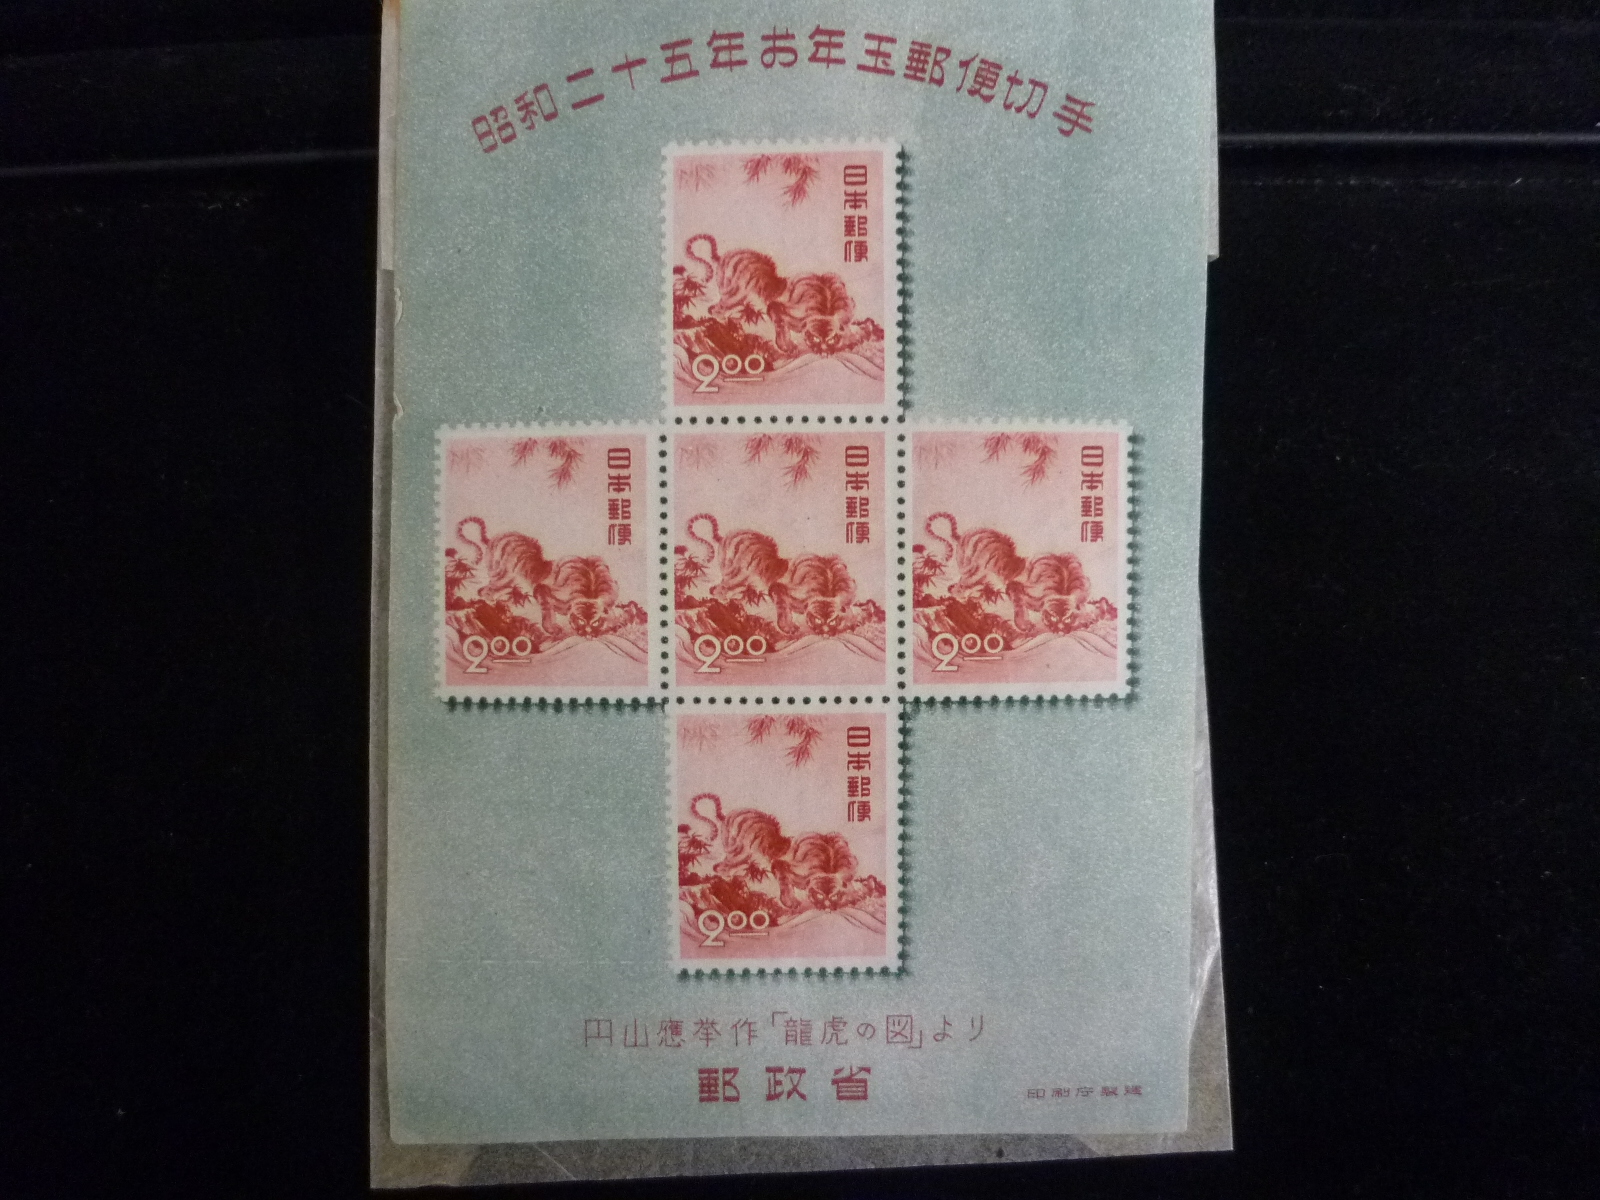 昭和二十五年お年玉郵便切手
日本郵便
2.00
日本郵便
2.00
日本郵便
2.00
日本郵便
2.00
日本郵便
2.00
円山應挙作「龍虎の図」より
郵政省
印刷庁製造